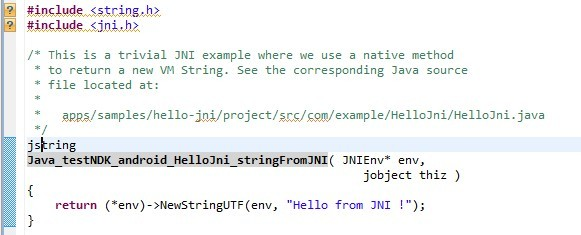 #include <string.h>
#include <jni.h>
/* This is a trivial JNI example where we use a native method
 * to return a new VM String. See the corresponding Java source
 * file located at:
 *
 *   apps/samples/hello-jni/project/src/com/example/HelloJni/HelloJni.java
 */
jstring
Java_testNDK_android_HelloJni_stringFromJNI( JNIEnv* env,
                                                  jobject thiz )
{
    return (*env)->NewStringUTF(env, "Hello from JNI !");
}